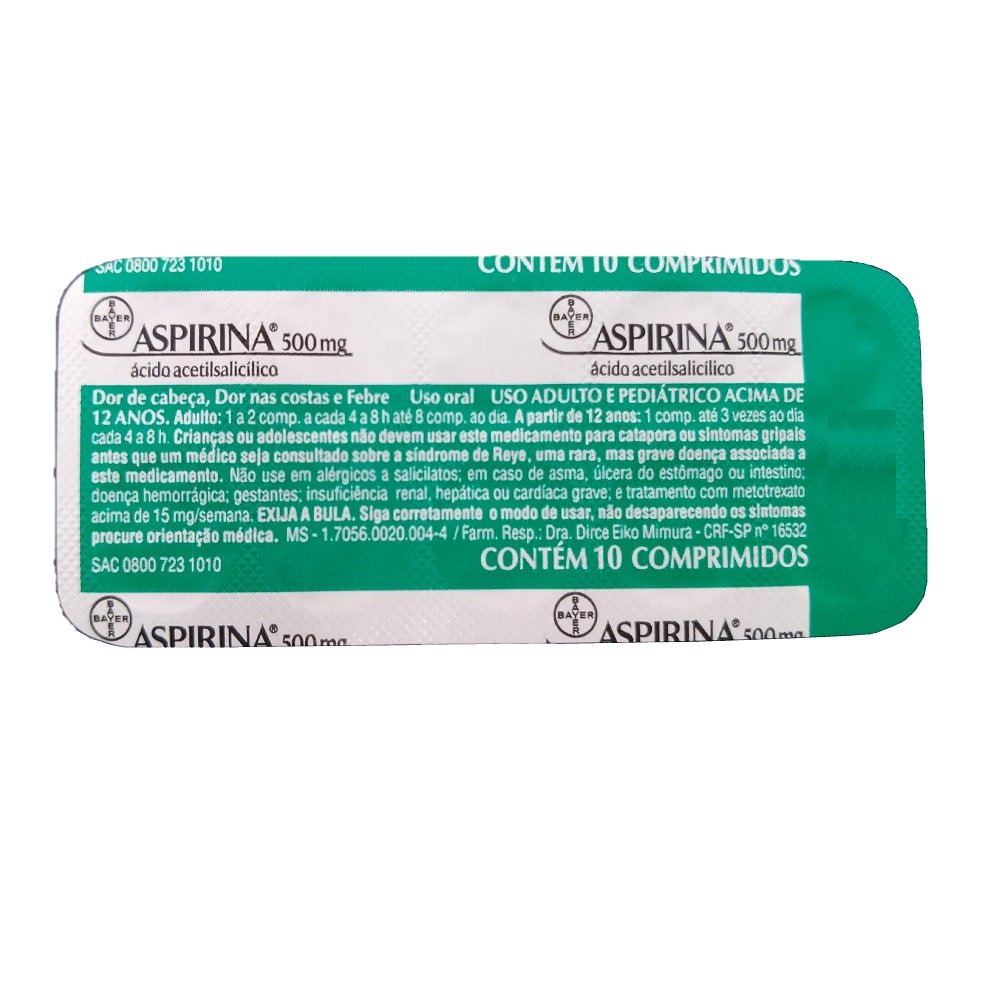 SAC 0800 723 1010 CONTÉM 10 COMPRIMIDOS
BAYER BAYER BAYER BAYER
ASPIRINA® 500 mg ASPIRINA® 500 mg
ácido acetilsalicílico ácido acetilsalicílico
Dor de cabeça, Dor nas costas e Febre Uso oral USO ADULTO E PEDIÁTRICO ACIMA DE
12 ANOS. Adulto: 1 a 2 comp. a cada 4 a 8 h até 8 comp. ao dia. A partir de 12 anos: 1 comp. até 3 vezes ao dia
cada 4 a 8 h. Crianças ou adolescentes não devem usar este medicamento para catapora ou sintomas gripais
antes que um médico seja consultado sobre a síndrome de Reye, uma rara, mas grave doença associada a
este medicamento. Não use em alérgicos a salicilatos; em caso de asma, úlcera do estômago ou intestino;
doença hemorrágica; gestantes; insuficiência renal, hepática ou cardíaca grave; e tratamento com metotrexato
acima de 15 mg/semana. EXIJA A BULA. Siga corretamente o modo de usar, não desaparecendo os sintomas
procure orientação médica. MS - 1.7056.0020.004-4 / Farm. Resp.: Dra. Dirce Eiko Mimura - CRF-SP n° 16532
SAC 0800 723 1010 CONTÉM 10 COMPRIMIDOS
BAYER BAYER BAYER BAYER
ASPIRINA® 500 mg ASPIRINA® 500 mg